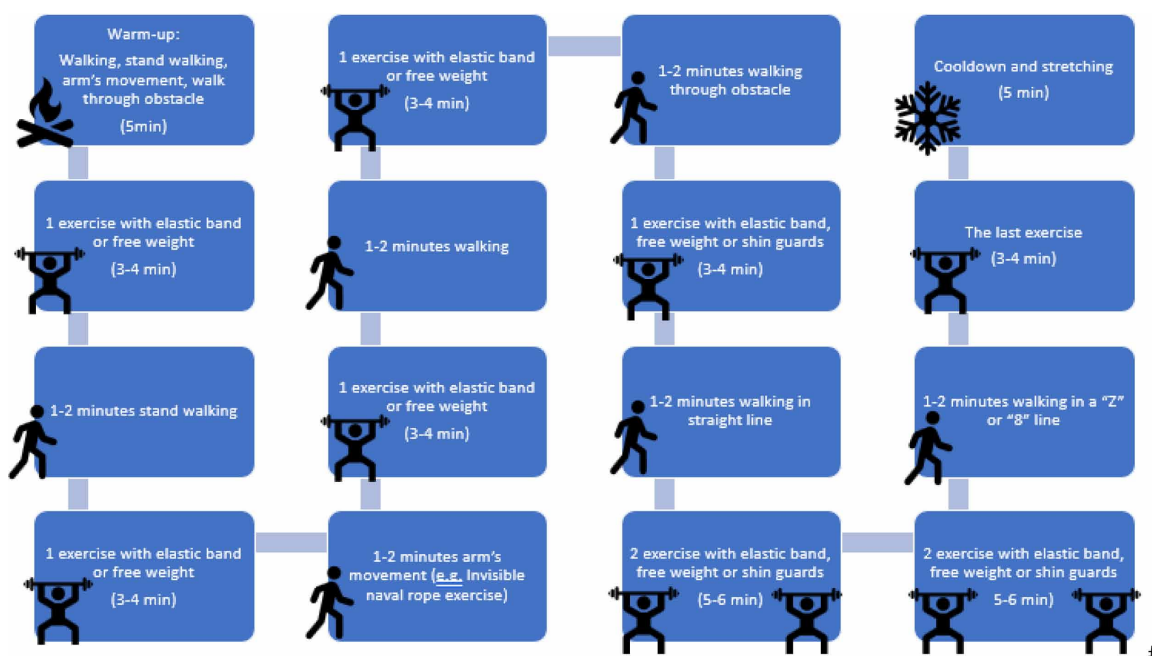 Warm-up:
Walking, stand walking,
arm's movement, walk
through obstacle
(5min)
1 exercise with elastic band
or free weight
(3-4 min)
1-2 minutes stand walking
1 exercise with elastic band
or free weight
(3-4 min)
1-2 minutes arm's
movement (e.g. Invisible
naval rope exercise)
1 exercise with elastic band
or free weight
(3-4 min)
1-2 minutes walking
1 exercise with elastic band
or free weight
(3-4 min)
1-2 minutes walking
through obstacle
1 exercise with elastic band,
free weight or shin guards
(3-4 min)
1-2 minutes walking in
straight line
2 exercise with elastic band,
free weight or shin guards
(5-6 min)
2 exercise with elastic band,
free weight or shin guards
5-6 min)
1-2 minutes walking in a “Z”
or “8” line
The last exercise
(3-4 min)
Cooldown and stretching
(5 min)